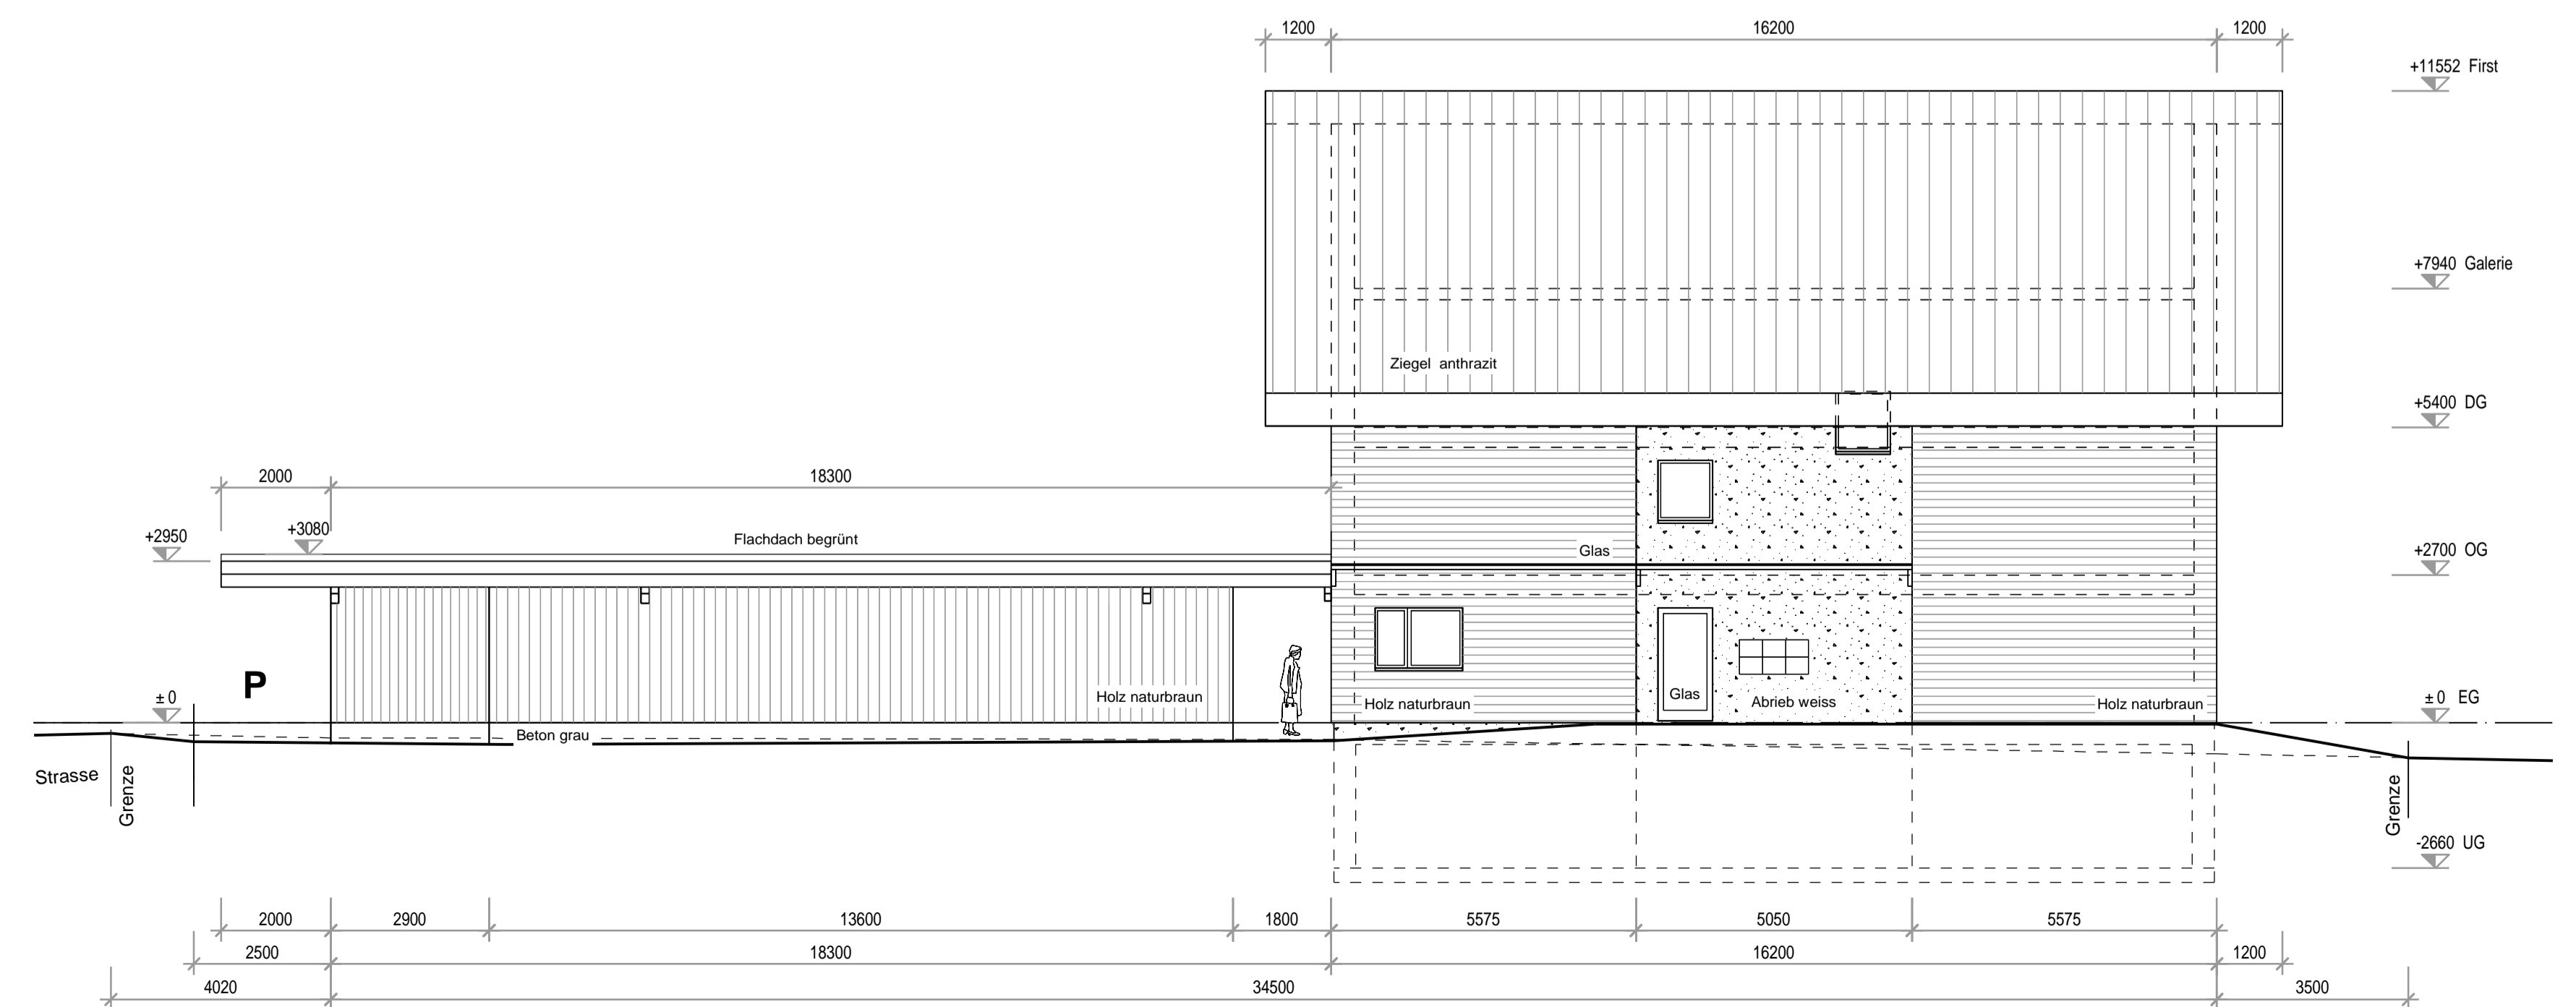 1200 16200 1200
+11552 First
+7940 Galerie
Ziegel anthrazit
+5400 DG
2000 18300
+2950 +3080 Flachdach begrünt
Glas
+2700 OG
P
± 0
Holz naturbraun
Holz naturbraun
Glas
Abrieb weiss
Holz naturbraun
± 0 EG
Beton grau
Strasse
Grenze
Grenze
-2660 UG
2000 2900 13600 1800 5575 5050 5575
2500 18300 16200 1200
4020 34500 3500